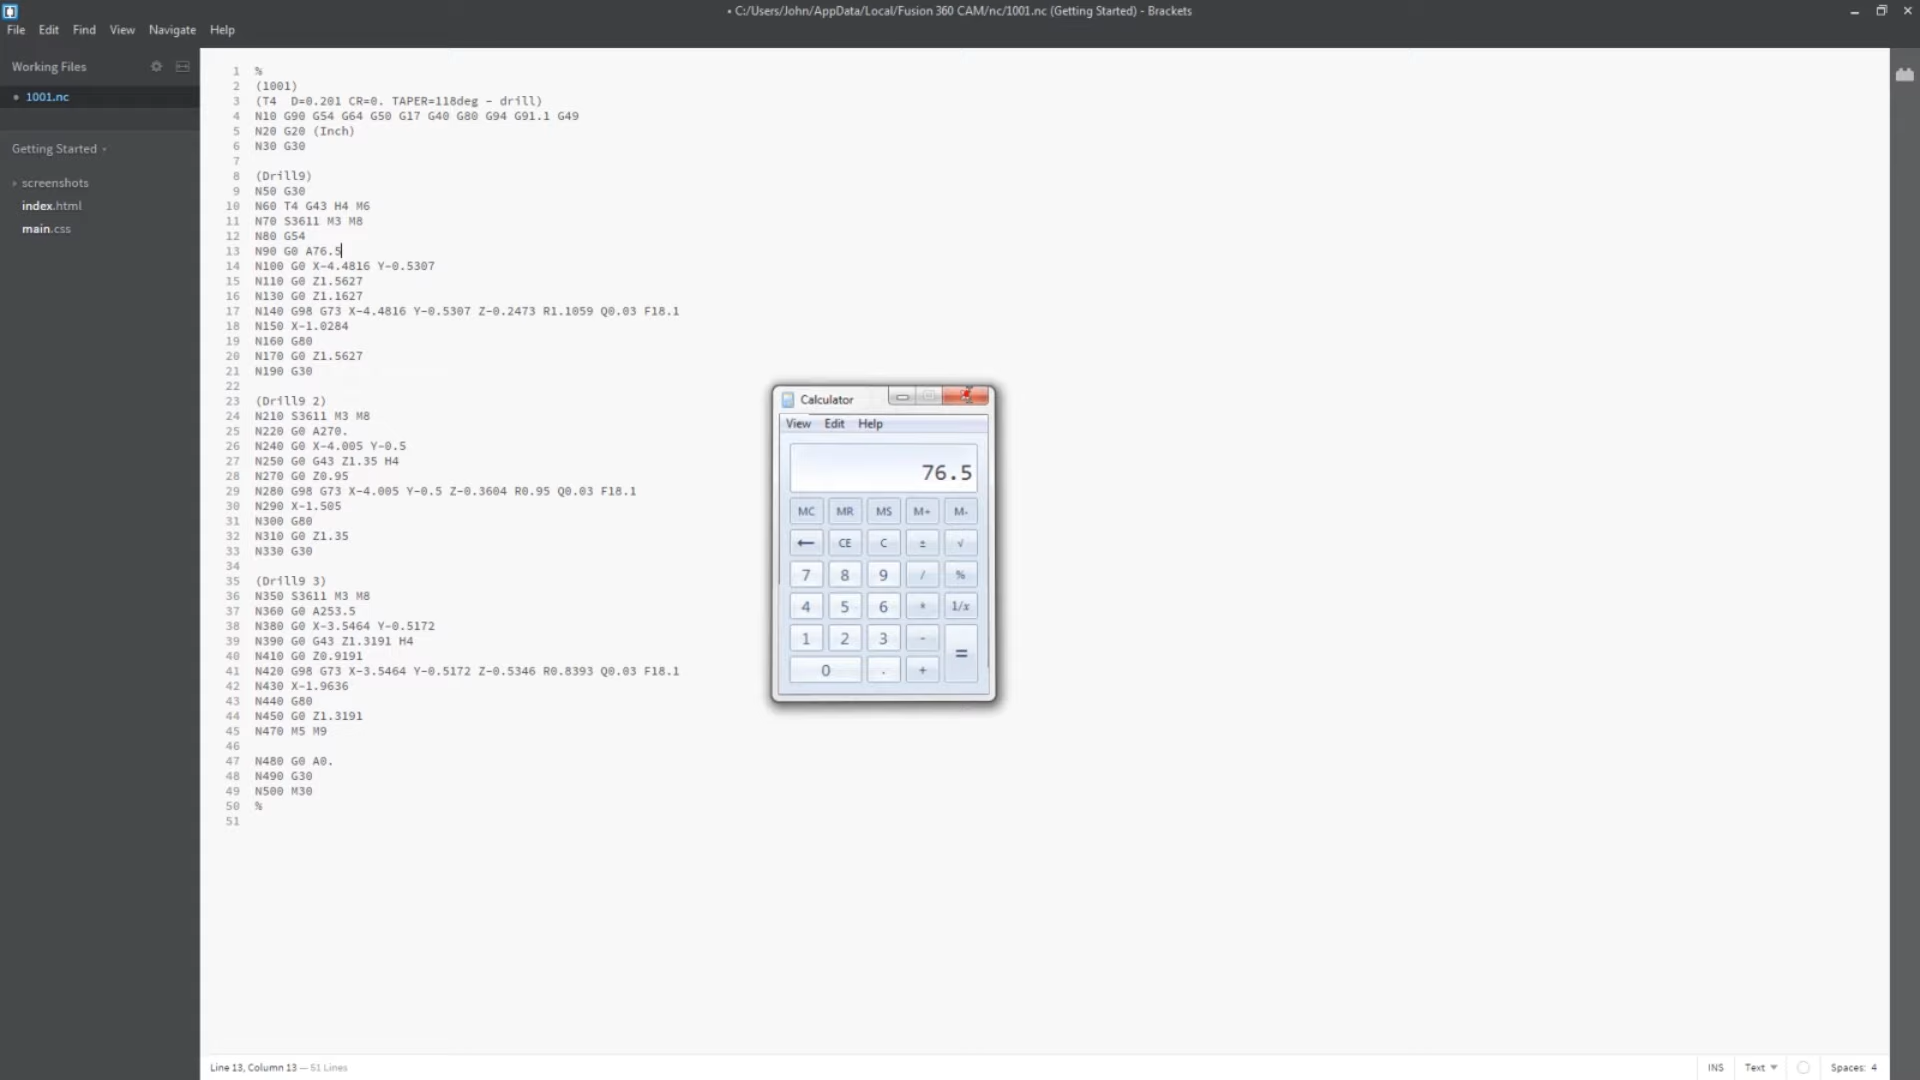 • C:/Users/John/AppData/Local/Fusion 360 CAM/nc/1001.nc (Getting Started) - Brackets
File Edit Find View Navigate Help
Working Files
1001.nc
Getting Started
screenshots
index.html
main.css
1 %
2 (1001)
3 (T4 D=0.201 CR=0. TAPER=118deg - drill)
4 N10 G90 G54 G64 G50 G17 G40 G80 G94 G91.1 G49
5 N20 G20 (Inch)
6 N30 G30
7
8 (Drill9)
9 N50 G30
10 N60 T4 G43 H4 M6
11 N70 S3611 M3 M8
12 N80 G54
13 N90 G0 A76.5
14 N100 G0 X-4.4816 Y-0.5307
15 N110 G0 Z1.5627
16 N130 G0 Z1.1627
17 N140 G98 G73 X-4.4816 Y-0.5307 Z-0.2473 R1.1059 Q0.03 F18.1
18 N150 X-1.0284
19 N160 G80
20 N170 G0 Z1.5627
21 N190 G30
22
23 (Drill9 2)
24 N210 S3611 M3 M8
25 N220 G0 A270.
26 N240 G0 X-4.005 Y-0.5
27 N250 G0 G43 Z1.35 H4
28 N270 G0 Z0.95
29 N280 G98 G73 X-4.005 Y-0.5 Z-0.3604 R0.95 Q0.03 F18.1
30 N290 X-1.505
31 N300 G80
32 N310 G0 Z1.35
33 N330 G30
34
35 (Drill9 3)
36 N350 S3611 M3 M8
37 N360 G0 A253.5
38 N380 G0 X-3.5464 Y-0.5172
39 N390 G0 G43 Z1.3191 H4
40 N410 G0 Z0.9191
41 N420 G98 G73 X-3.5464 Y-0.5172 Z-0.5346 R0.8393 Q0.03 F18.1
42 N430 X-1.9636
43 N440 G80
44 N450 G0 Z1.3191
45 N470 M5 M9
46
47 N480 G0 A0.
48 N490 G30
49 N500 M30
50 %
51
Calculator
View Edit Help
76.5
MC MR MS M+ M-
← CE C ± √
7 8 9 / %
4 5 6 * 1/x
1 2 3 - =
0 . +
Line 13, Column 13 — 51 Lines
INS Text Spaces: 4